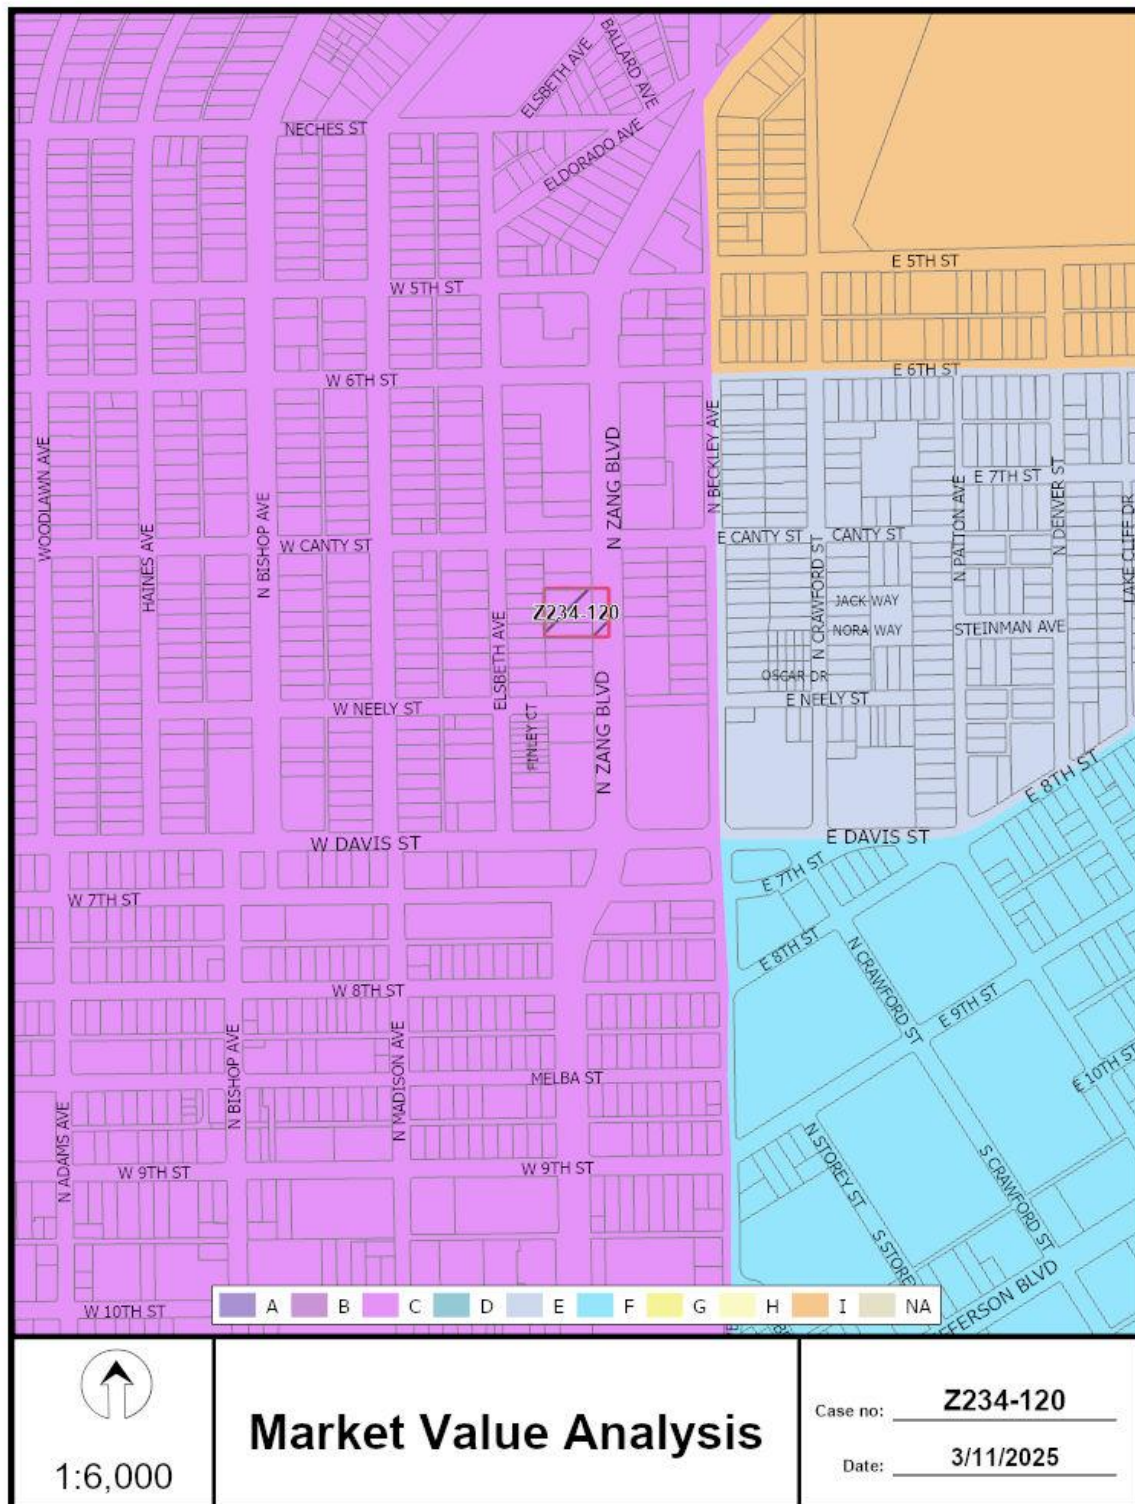 BALLARD AVE
ELSBETH AVE
NECHES ST
ELDORADO AVE
E 5TH ST
W 5TH ST
E 6TH ST
W 6TH ST
N BECKLEY AVE
WOODLAWN AVE
N ZANG BLVD
E 7TH ST
N DENVER ST
N PATTON AVE
LAKE CLIFF DR
HAINES AVE
N BISHOP AVE
W CANTY ST
E CANTY ST
CANTY ST
N CRAWFORD ST
JACK WAY
Z234-120
NORA WAY
STEINMAN AVE
ELSBETH AVE
OSCAR DR
E NEELY ST
W NEELY ST
FINLEY CT
N ZANG BLVD
E 8TH ST
W DAVIS ST
E DAVIS ST
E 7TH ST
W 7TH ST
E 8TH ST
N CRAWFORD ST
W 8TH ST
E 9TH ST
N BISHOP AVE
N MADISON AVE
MELBA ST
E 10TH ST
N ADAMS AVE
W 9TH ST
W 9TH ST
N STOREY ST
S CRAWFORD ST
S STOREY
W 10TH ST
EFFERSON BLVD
A B C D E F G H I NA
1:6,000
Market Value Analysis
Case no: Z234-120
Date: 3/11/2025